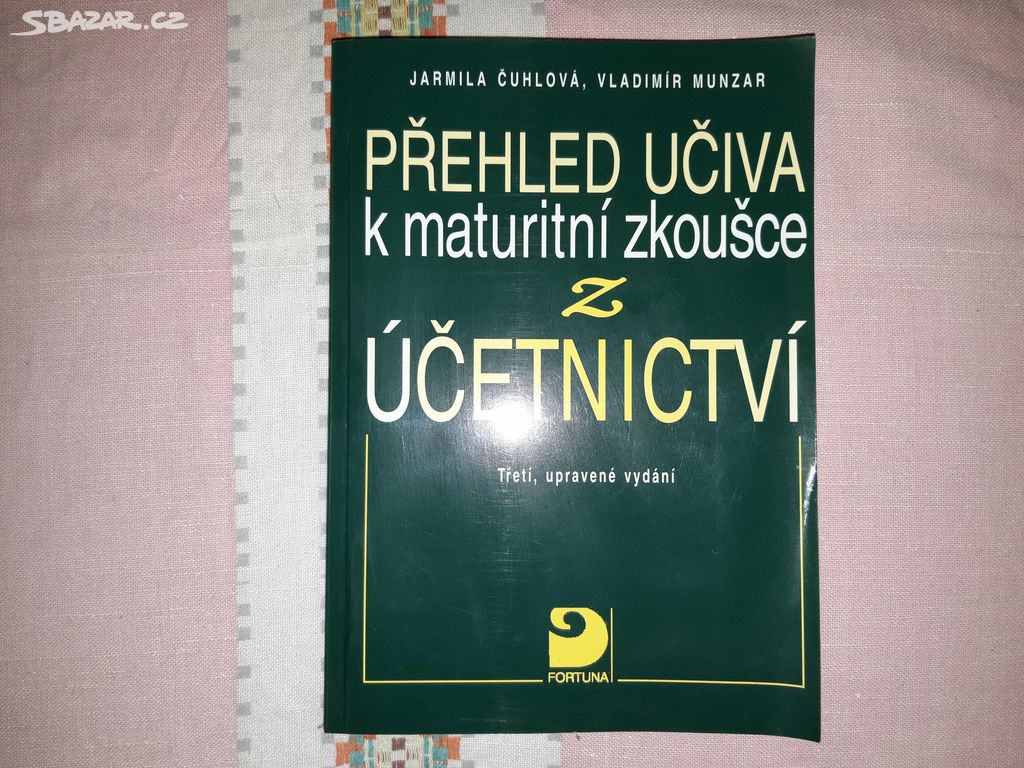 SBAZAR.CZ
JARMILA ČUHLOVÁ, VLADIMÍR MUNZAR
PŘEHLED UČIVA
k maturitní zkoušce
z
ÚČETNICTVÍ
Třetí, upravené vydání
FORTUNA